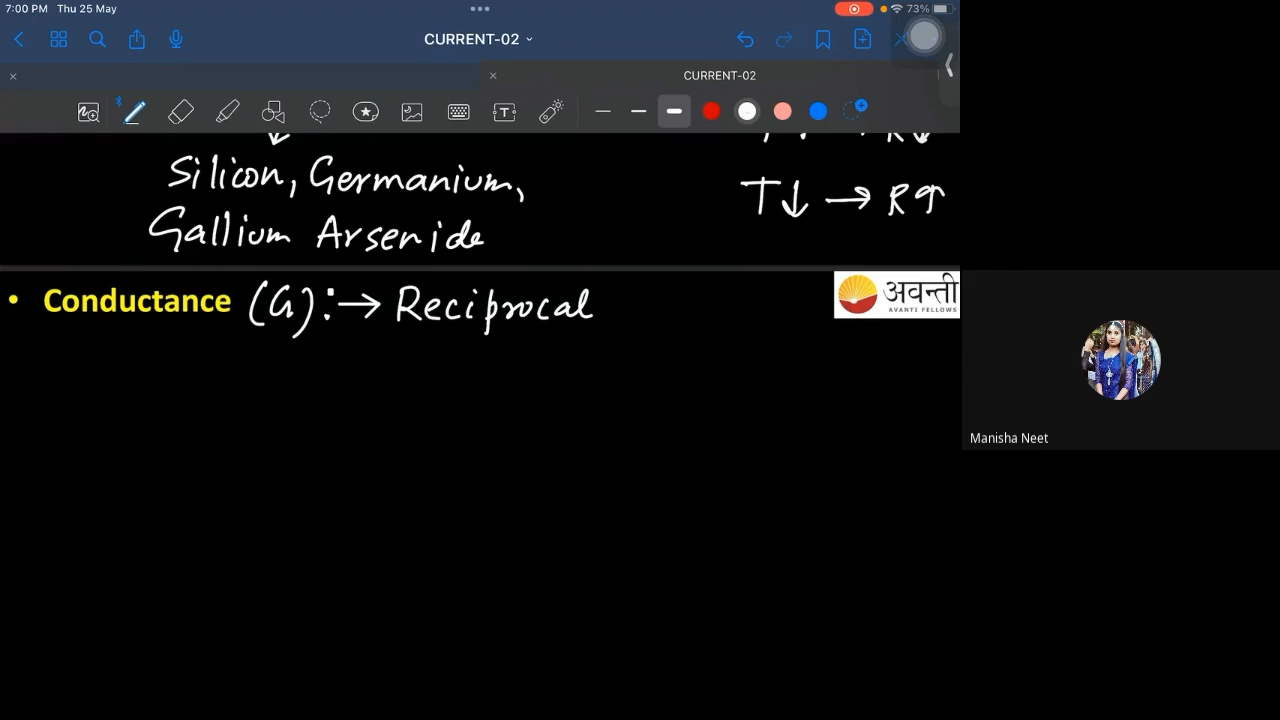 7:00 PM Thu 25 May
73%
CURRENT-02
CURRENT-02
R↓
Silicon, Germanium,
T↓ → R↑
Gallium Arsenide
• Conductance (G):→ Reciprocal
अवन्ती
AVANTI FELLOWS
Manisha Neet